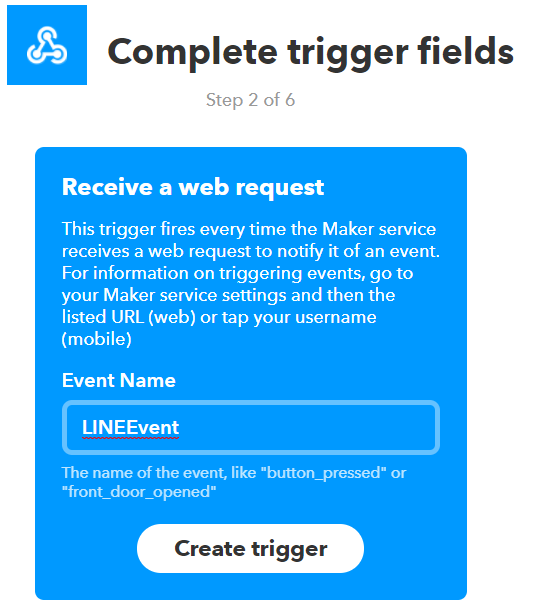 Complete trigger fields
Step 2 of 6
Receive a web request
This trigger fires every time the Maker service
receives a web request to notify it of an event.
For information on triggering events, go to
your Maker service settings and then the
listed URL (web) or tap your username
(mobile)
Event Name
LINEEvent
The name of the event, like "button_pressed" or
"front_door_opened"
Create trigger